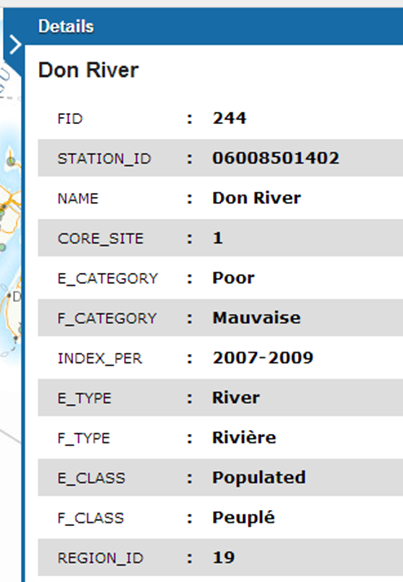 Details
Don River
FID : 244
STATION_ID : 06008501402
NAME : Don River
CORE_SITE : 1
E_CATEGORY : Poor
F_CATEGORY : Mauvaise
INDEX_PER : 2007-2009
E_TYPE : River
F_TYPE : Rivière
E_CLASS : Populated
F_CLASS : Peuplé
REGION_ID : 19